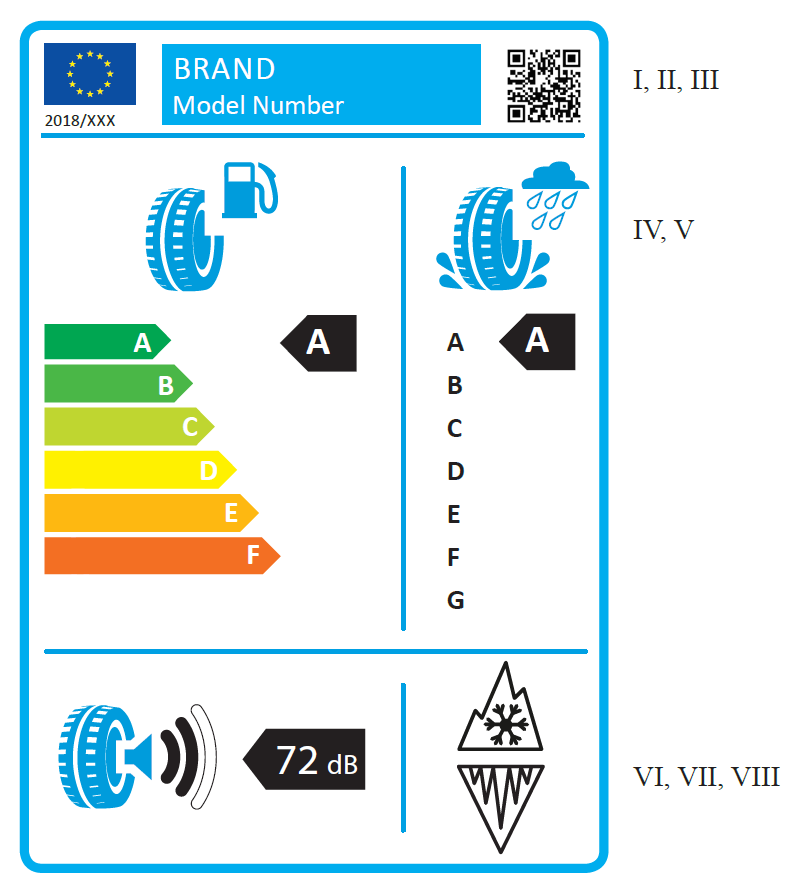 BRAND
Model Number
2018/XXX
I, II, III
IV, V
A
A
B
C
D
E
F
A
A
B
C
D
E
F
G
72 dB
VI, VII, VIII